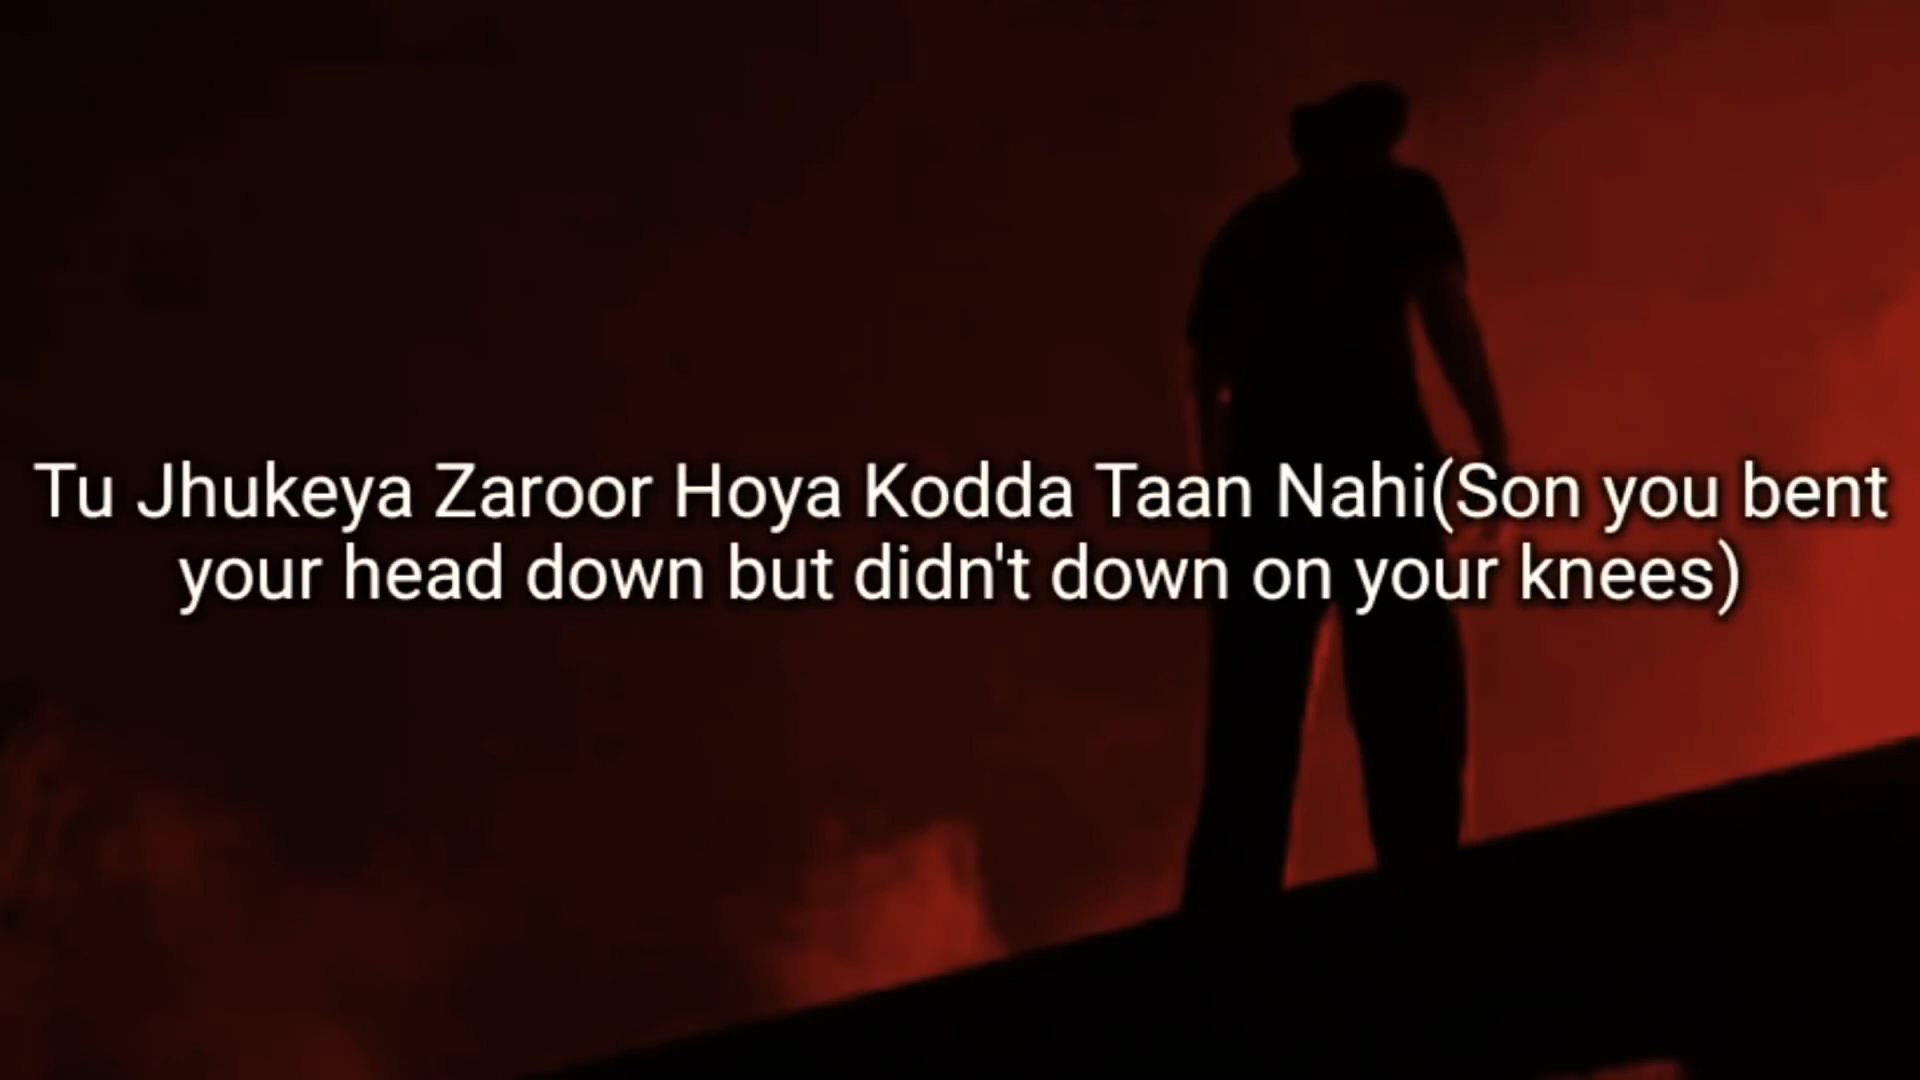 Tu Jhukeya Zaroor Hoya Kodda Taan Nahi(Son you bent
your head down but didn't down on your knees)